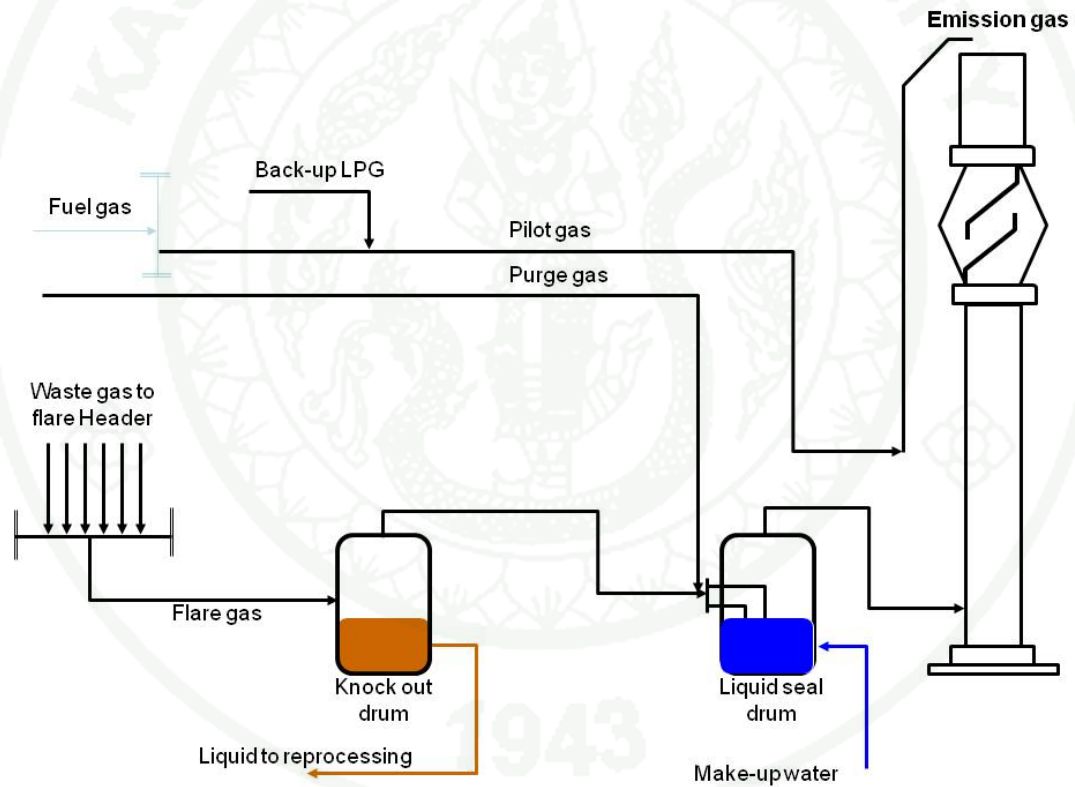 Emission gas
Back-up LPG
Fuel gas
Pilot gas
Purge gas
Waste gas to
flare Header
Flare gas
Knock out
drum
Liquid seal
drum
Liquid to reprocessing
Make-up water
1943